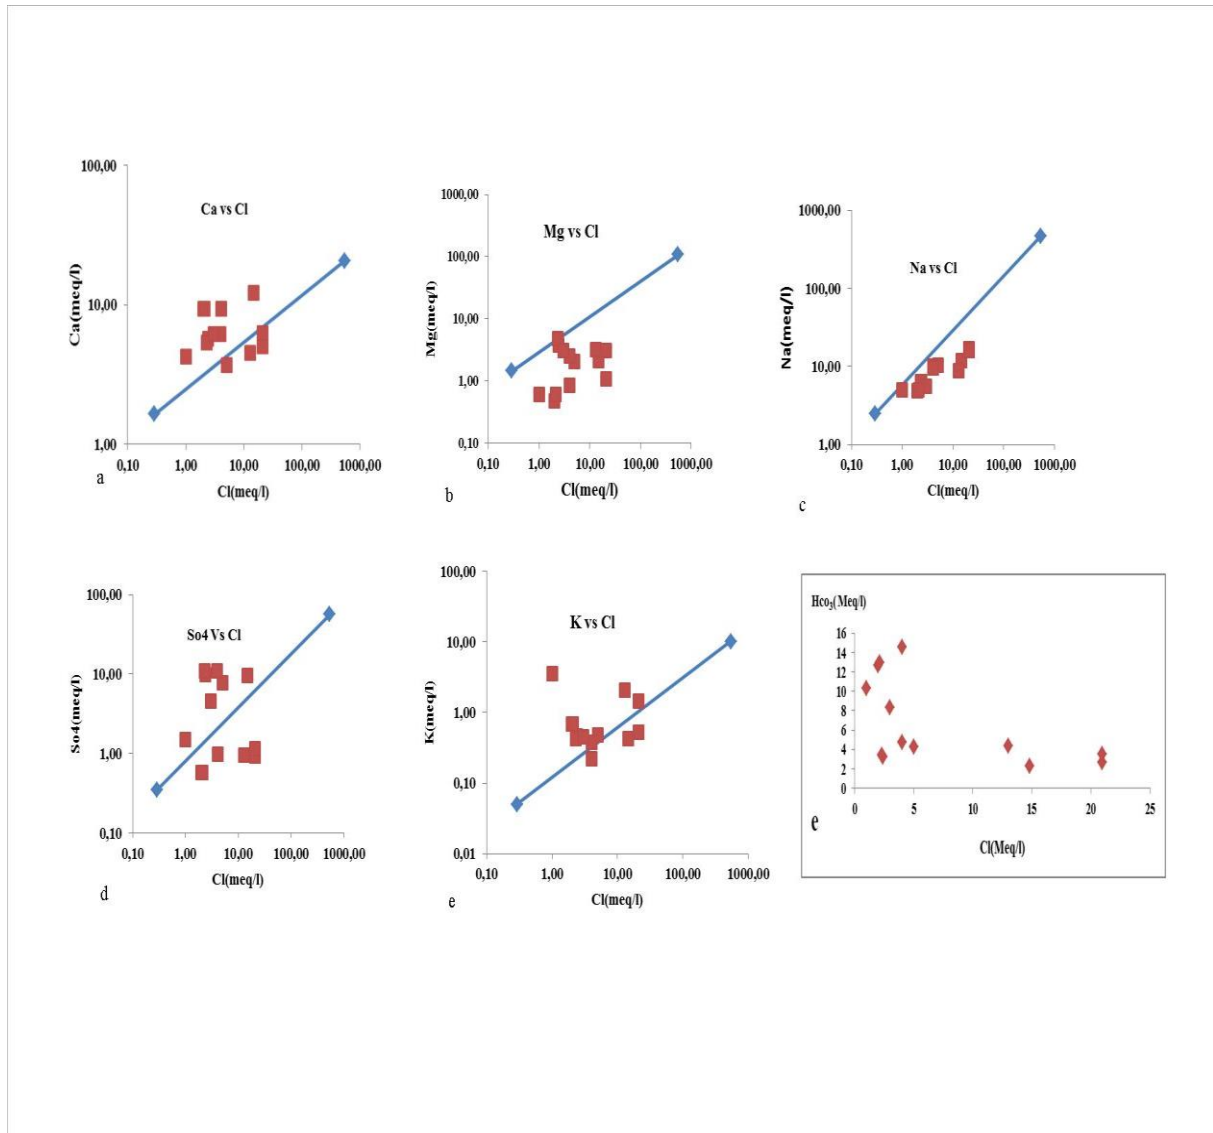 100,00
Ca vs Cl
Ca(meq/l)
10,00
1,00
0,10 1,00 10,00 100,00 1000,00
Cl(meq/l)
a
1000,00
Mg vs Cl
100,00
Mg(meq/l)
10,00
1,00
0,10
0,10 1,00 10,00 100,00 1000,00
Cl(meq/l)
b
1000,00
Na vs Cl
100,00
Na(meq/l)
10,00
1,00
0,10 1,00 10,00 100,00 1000,00
Cl(meq/l)
c
100,00
So4 Vs Cl
10,00
So4(meq/l)
1,00
0,10
0,10 1,00 10,00 100,00 1000,00
Cl(meq/l)
d
100,00
K vs Cl
10,00
K(meq/l)
1,00
0,10
0,01
0,10 1,00 10,00 100,00 1000,00
Cl(meq/l)
e
Hco3(Meq/l)
16
14
12
10
8
6
4
2
0
0 5 10 15 20 25
e
Cl(Meq/l)